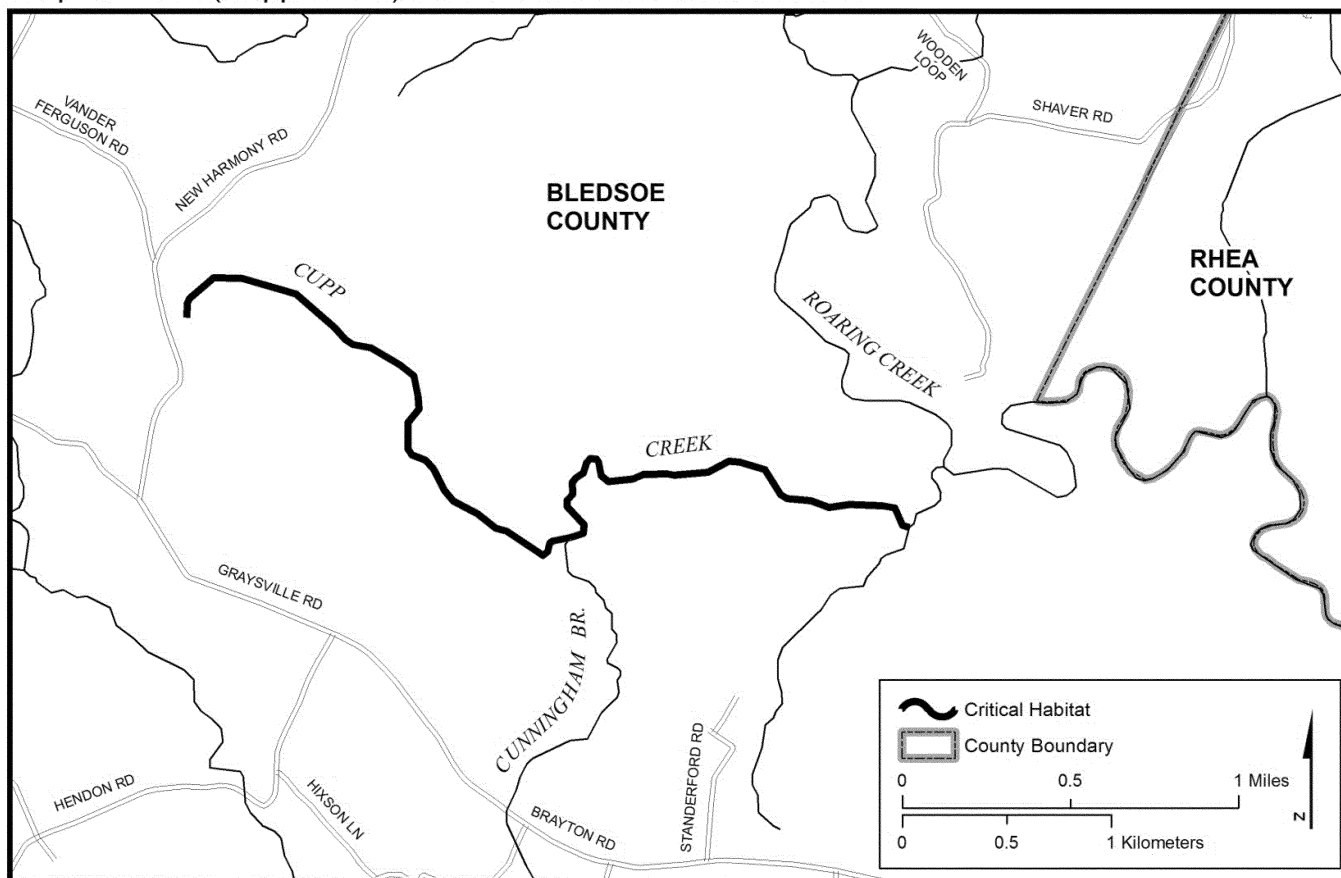 WOODEN
LOOP
VANDER
FERGUSON RD
SHAVER RD
NEW HARMONY RD
BLEDSOE
COUNTY
RHEA
COUNTY
CUPP
ROARING CREEK
CREEK
GRAYSVILLE RD
CUNNINGHAM BR.
STANDERFORD RD
HENDON RD
HIXSON LN
BRAYTON RD
Critical Habitat
County Boundary
0 0.5 1 Miles
0 0.5 1 Kilometers
N